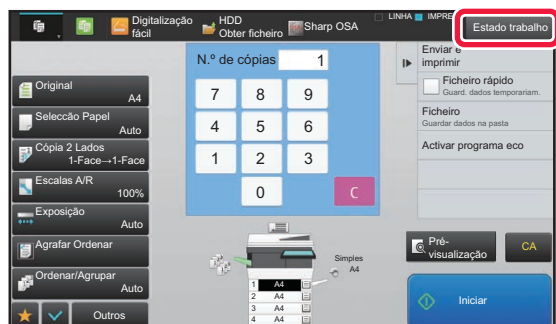 Digitalização
fácil
HDD
Obter ficheiro
Sharp OSA
LINHA
IMPRE
Estado trabalho
N.º de cópias
1
7 8 9
4 5 6
1 2 3
0 C
Original
A4
Seleccão Papel
Auto
Cópia 2 Lados
1-Face→1-Face
Escalas A/R
100%
Exposição
Auto
Agrafar Ordenar
Ordenar/Agrupar
Auto
Outros
Simples
A4
1 A4
2 A4
3 A4
4 A4
Enviar e
imprimir
Ficheiro rápido
Guard. dados temporariam.
Ficheiro
Guardar dados na pasta
Activar programa eco
Pré-
visualização
CA
Iniciar